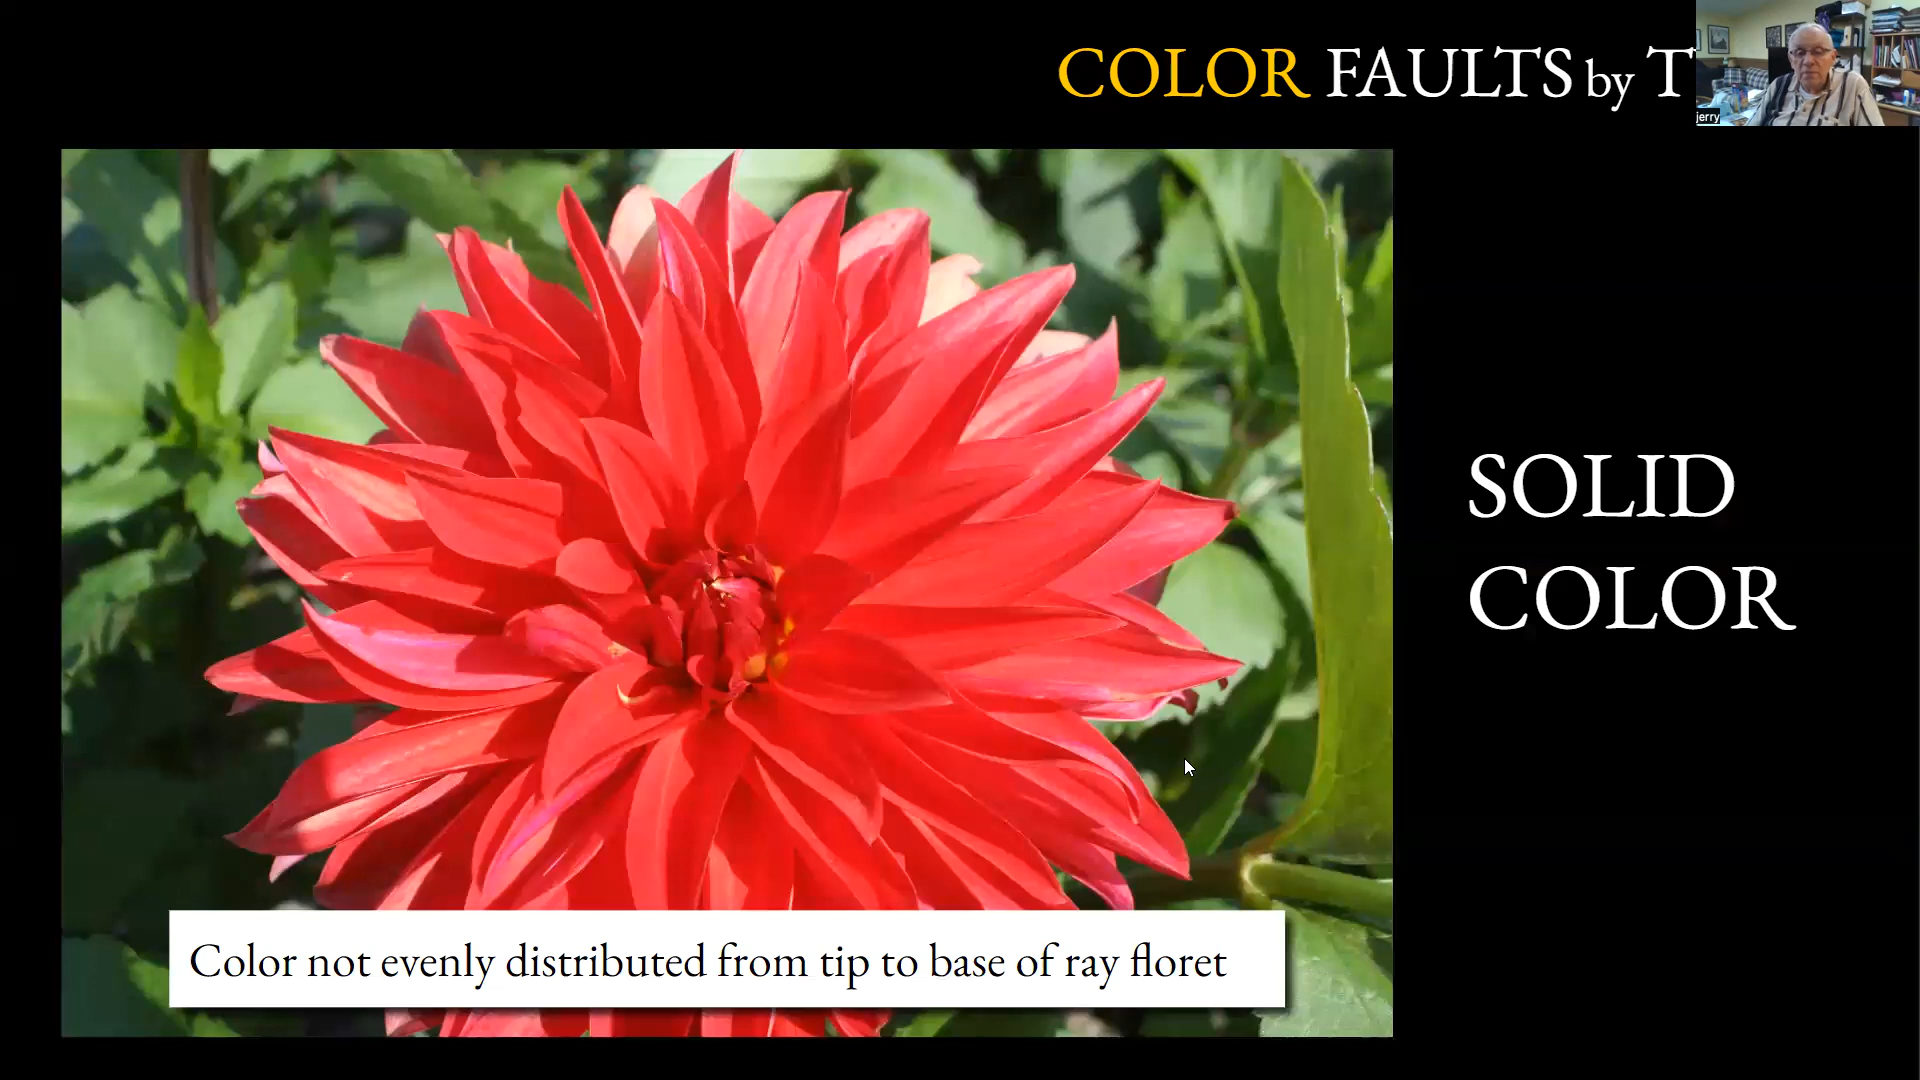 COLOR FAULTS by T
jerry
SOLID
COLOR
Color not evenly distributed from tip to base of ray floret